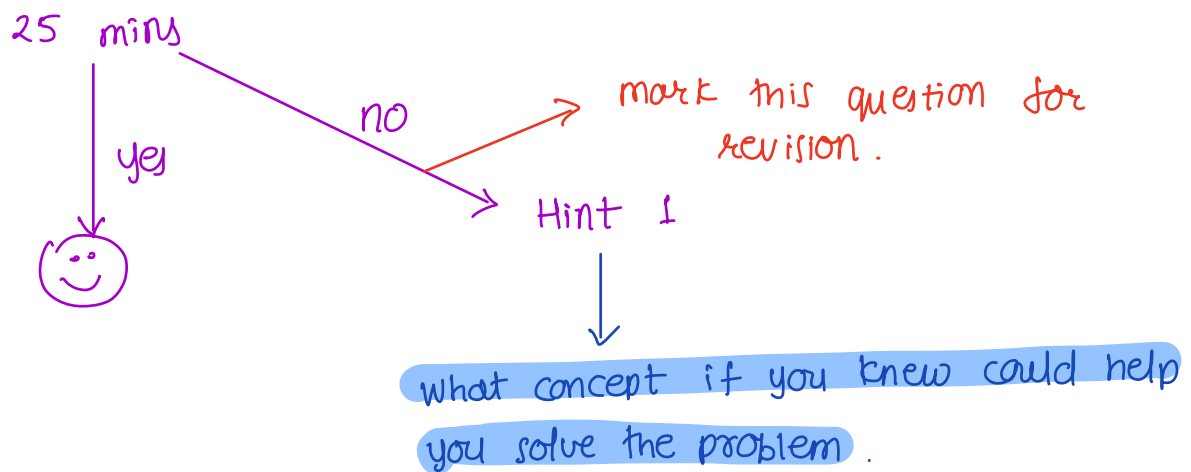 25 mins
no
yes
mark this question for
revision.
Hint 1
what concept if you knew could help
you solve the problem.